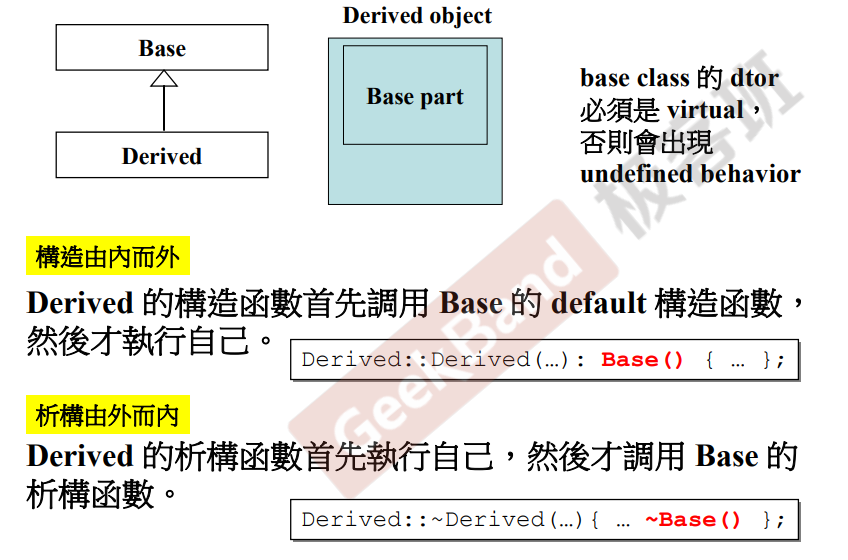 Derived object
Base
Base part
Derived
base class 的 dtor
必須是 virtual，
否則會出現
undefined behavior
構造由內而外
Derived 的構造函數首先調用 Base 的 default 構造函數，
然後才執行自己。
Derived::Derived(…): Base() { … };
析構由外而內
Derived 的析構函數首先執行自己，然後才調用 Base 的
析構函數。
Derived::~Derived(…){ … ~Base() };
GeekBand 极客班